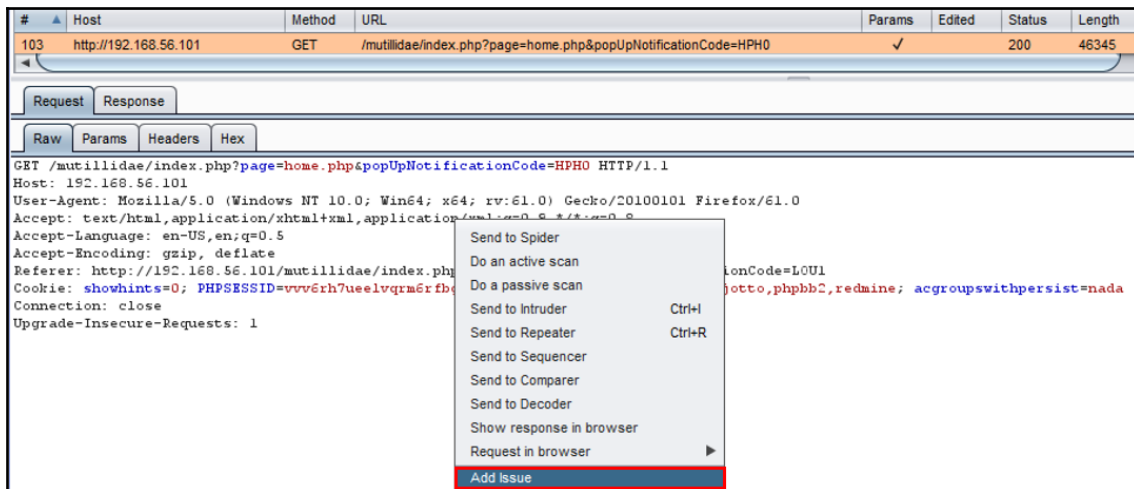 # Host Method URL Params Edited Status Length
103 http://192.168.56.101 GET /mutillidae/index.php?page=home.php&popUpNotificationCode=HPH0 ✓ 200 46345
Request Response
Raw Params Headers Hex
GET /mutillidae/index.php?page=home.php&popUpNotificationCode=HPH0 HTTP/1.1
Host: 192.168.56.101
User-Agent: Mozilla/5.0 (Windows NT 10.0; Win64; x64; rv:61.0) Gecko/20100101 Firefox/61.0
Accept: text/html,application/xhtml+xml,application/xml;q=0.9,*/*;q=0.8
Accept-Language: en-US,en;q=0.5
Accept-Encoding: gzip, deflate
Referer: http://192.168.56.101/mutillidae/index.php ionCode=L0U1
Cookie: showhints=0; jotto,phpbb2,redmine; acgroupswithpersist=nada
Connection: close
Upgrade-Insecure-Requests: 1
Send to Spider
Do an active scan
Do a passive scan
Send to Intruder Ctrl+I
Send to Repeater Ctrl+R
Send to Sequencer
Send to Comparer
Send to Decoder
Show response in browser
Request in browser
Add Issue